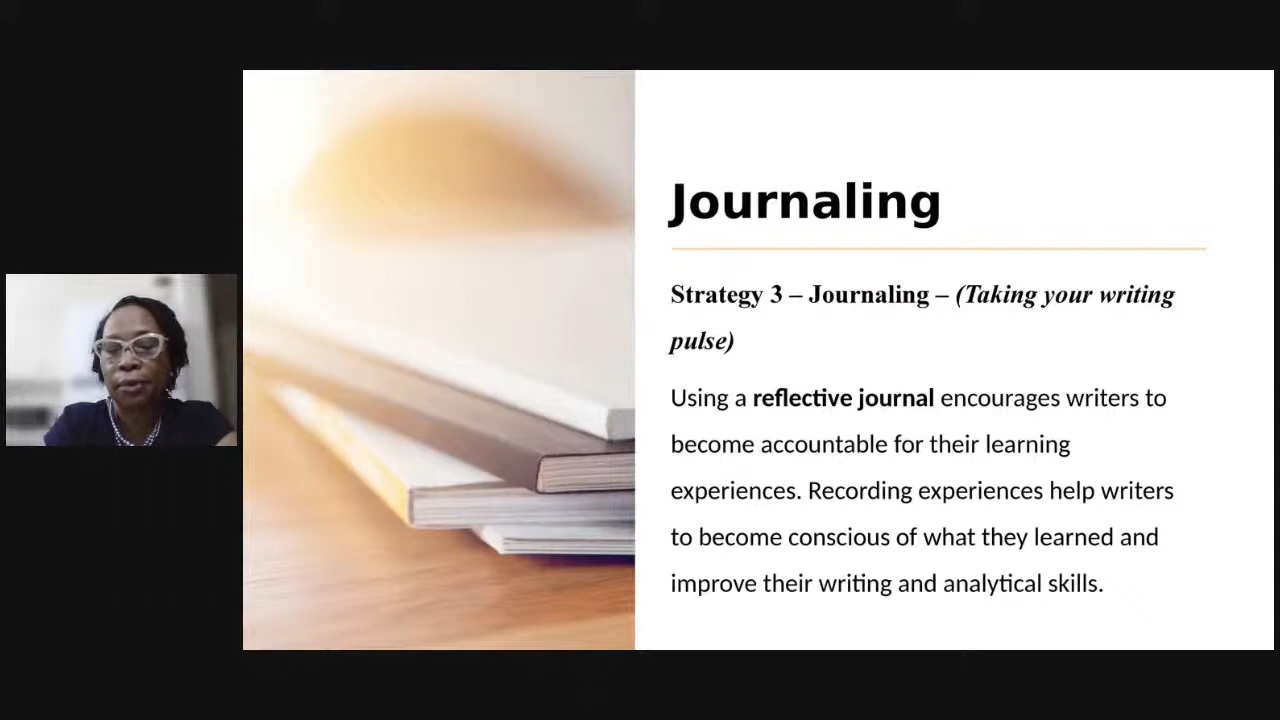 Journaling
Strategy 3 – Journaling – (Taking your writing
pulse)
Using a reflective journal encourages writers to
become accountable for their learning
experiences. Recording experiences help writers
to become conscious of what they learned and
improve their writing and analytical skills.